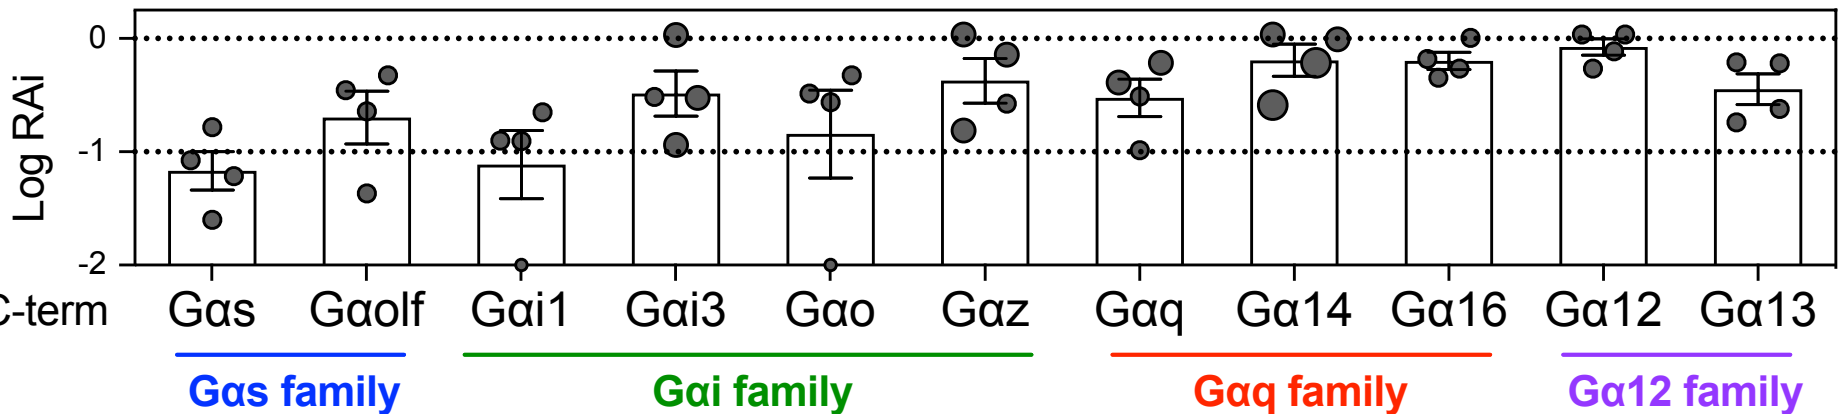 Log RAi
0
-1
-2
C-term Gαs Gαolf Gαi1 Gαi3 Gαo Gαz Gαq Gα14 Gα16 Gα12 Gα13
Gαs family Gαi family Gαq family Gα12 family